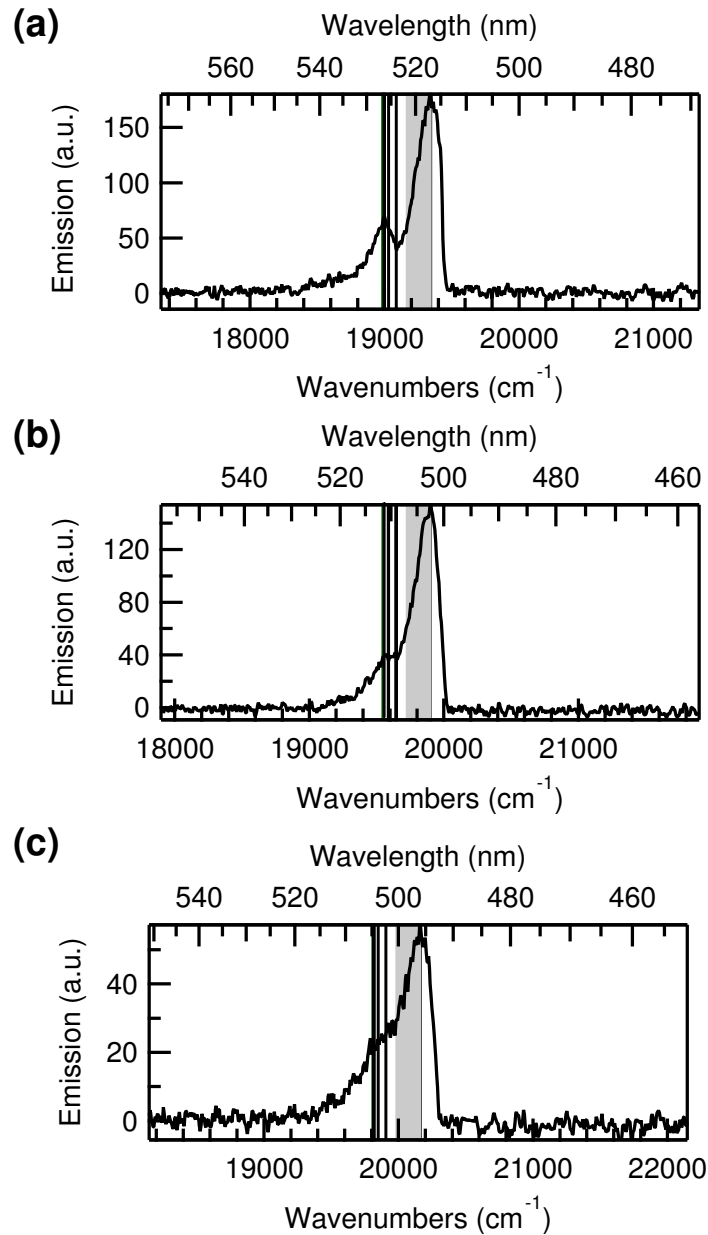 (a)
Wavelength (nm)
560 540 520 500 480
Emission (a.u.)
150
100
50
0
18000 19000 20000 21000
Wavenumbers (cm⁻¹)
(b)
Wavelength (nm)
540 520 500 480 460
Emission (a.u.)
120
80
40
0
18000 19000 20000 21000
Wavenumbers (cm⁻¹)
(c)
Wavelength (nm)
540 520 500 480 460
Emission (a.u.)
40
20
0
19000 20000 21000 22000
Wavenumbers (cm⁻¹)